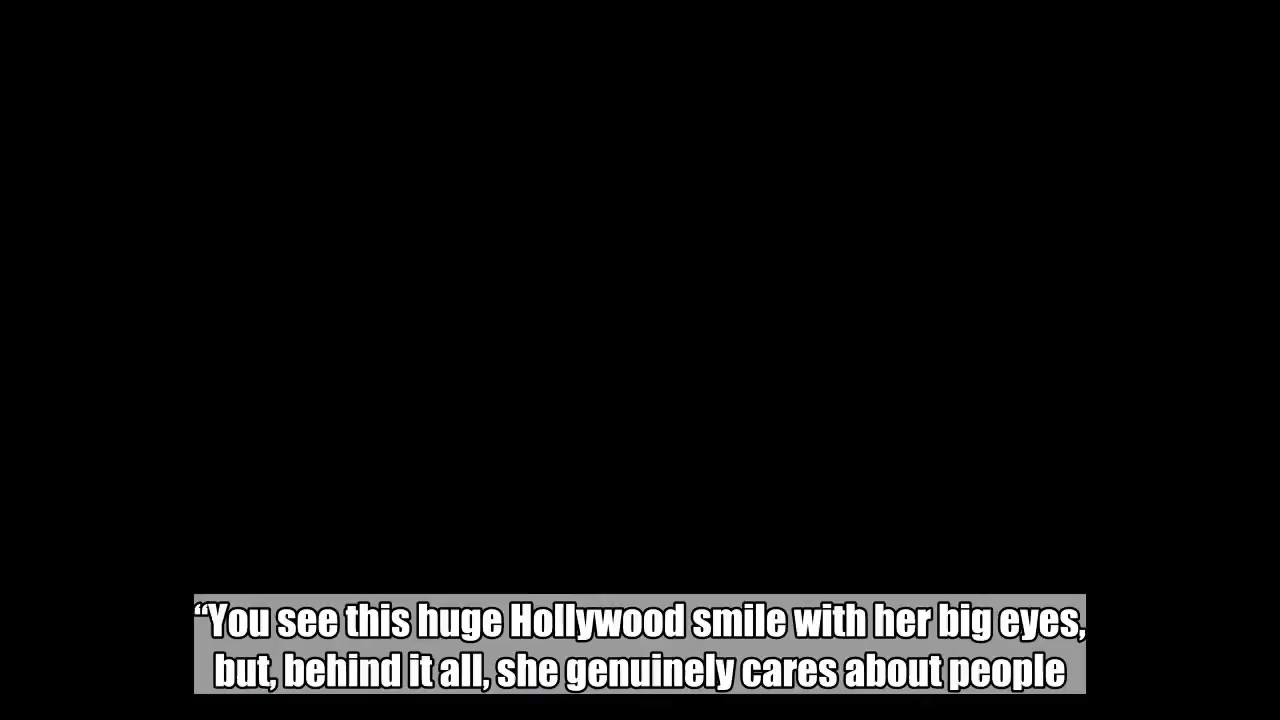 “You see this huge Hollywood smile with her big eyes,
but, behind it all, she genuinely cares about people